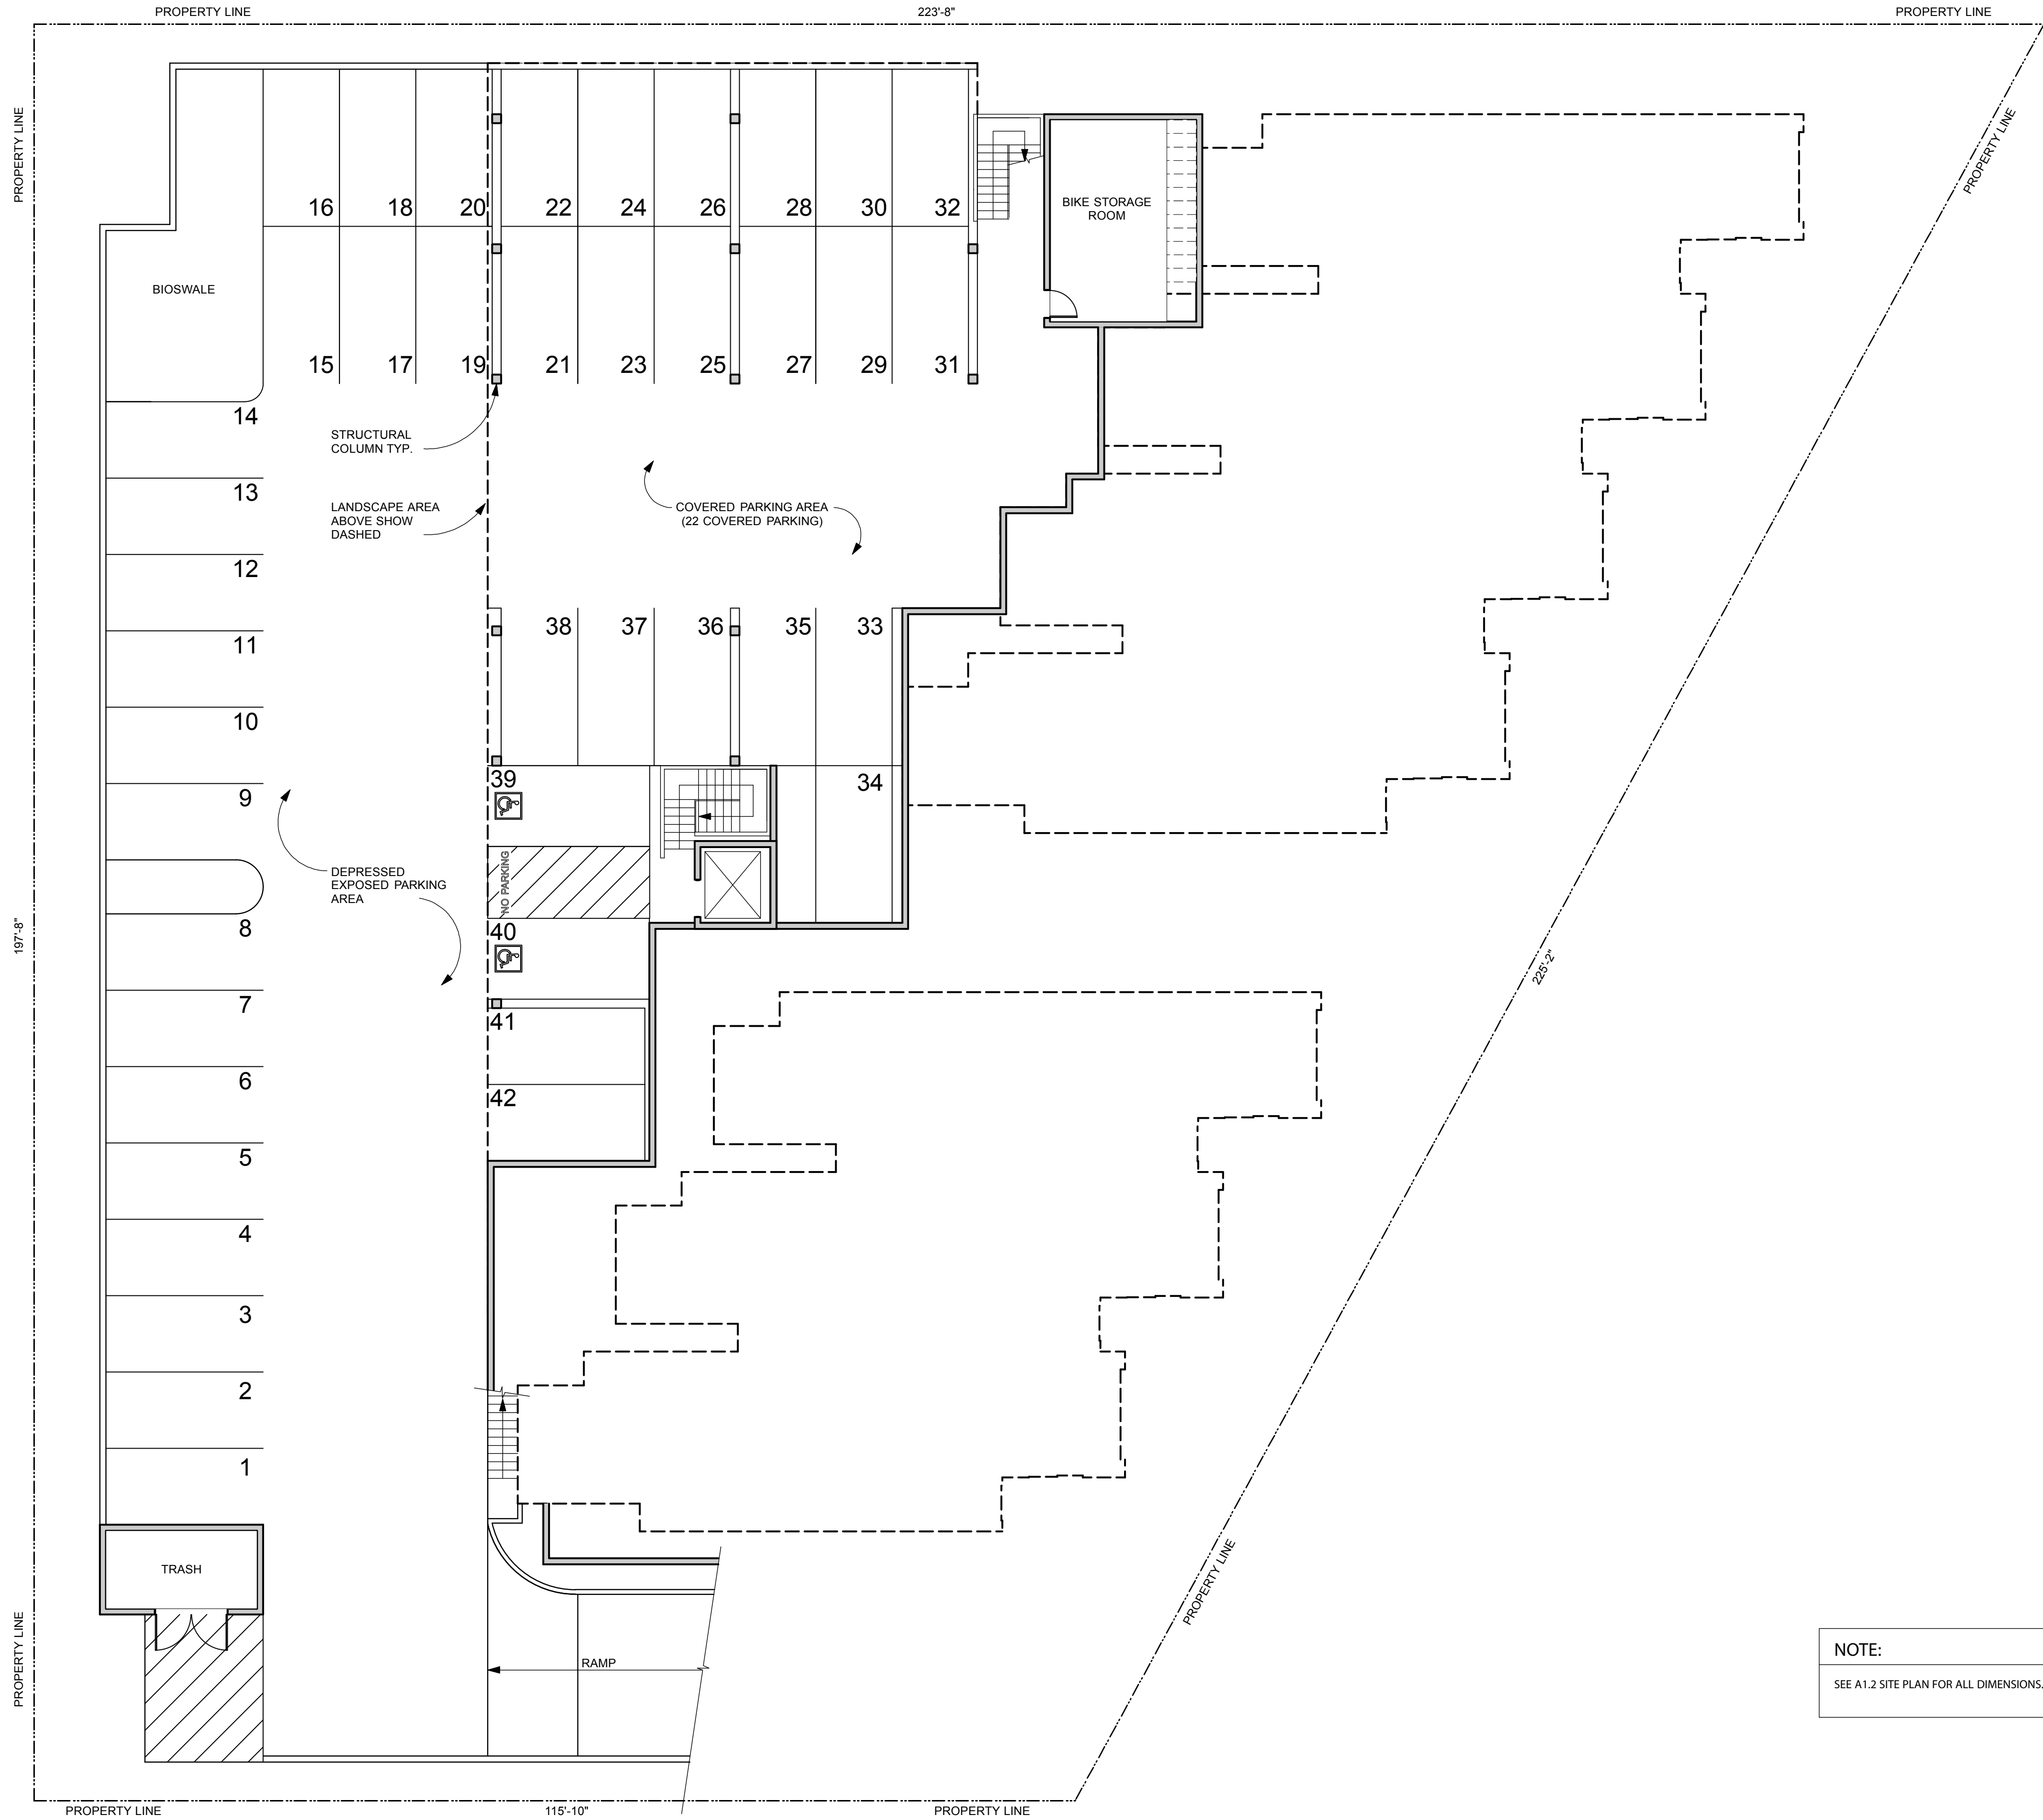 PROPERTY LINE
223'-8"
PROPERTY LINE
PROPERTY LINE
PROPERTY LINE
16
18
20
22
24
26
28
30
32
BIKE STORAGE
ROOM
BIOSWALE
15
17
19
21
23
25
27
29
31
14
STRUCTURAL
COLUMN TYP.
13
LANDSCAPE AREA
ABOVE SHOW
DASHED
COVERED PARKING AREA
(22 COVERED PARKING)
12
11
38
37
36
35
33
10
39
34
9
NO PARKING
DEPRESSED
EXPOSED PARKING
AREA
8
40
197'-8"
225'-2"
7
41
6
42
5
4
3
2
1
TRASH
PROPERTY LINE
PROPERTY LINE
RAMP
NOTE:
SEE A1.2 SITE PLAN FOR ALL DIMENSIONS.
PROPERTY LINE
115'-10"
PROPERTY LINE